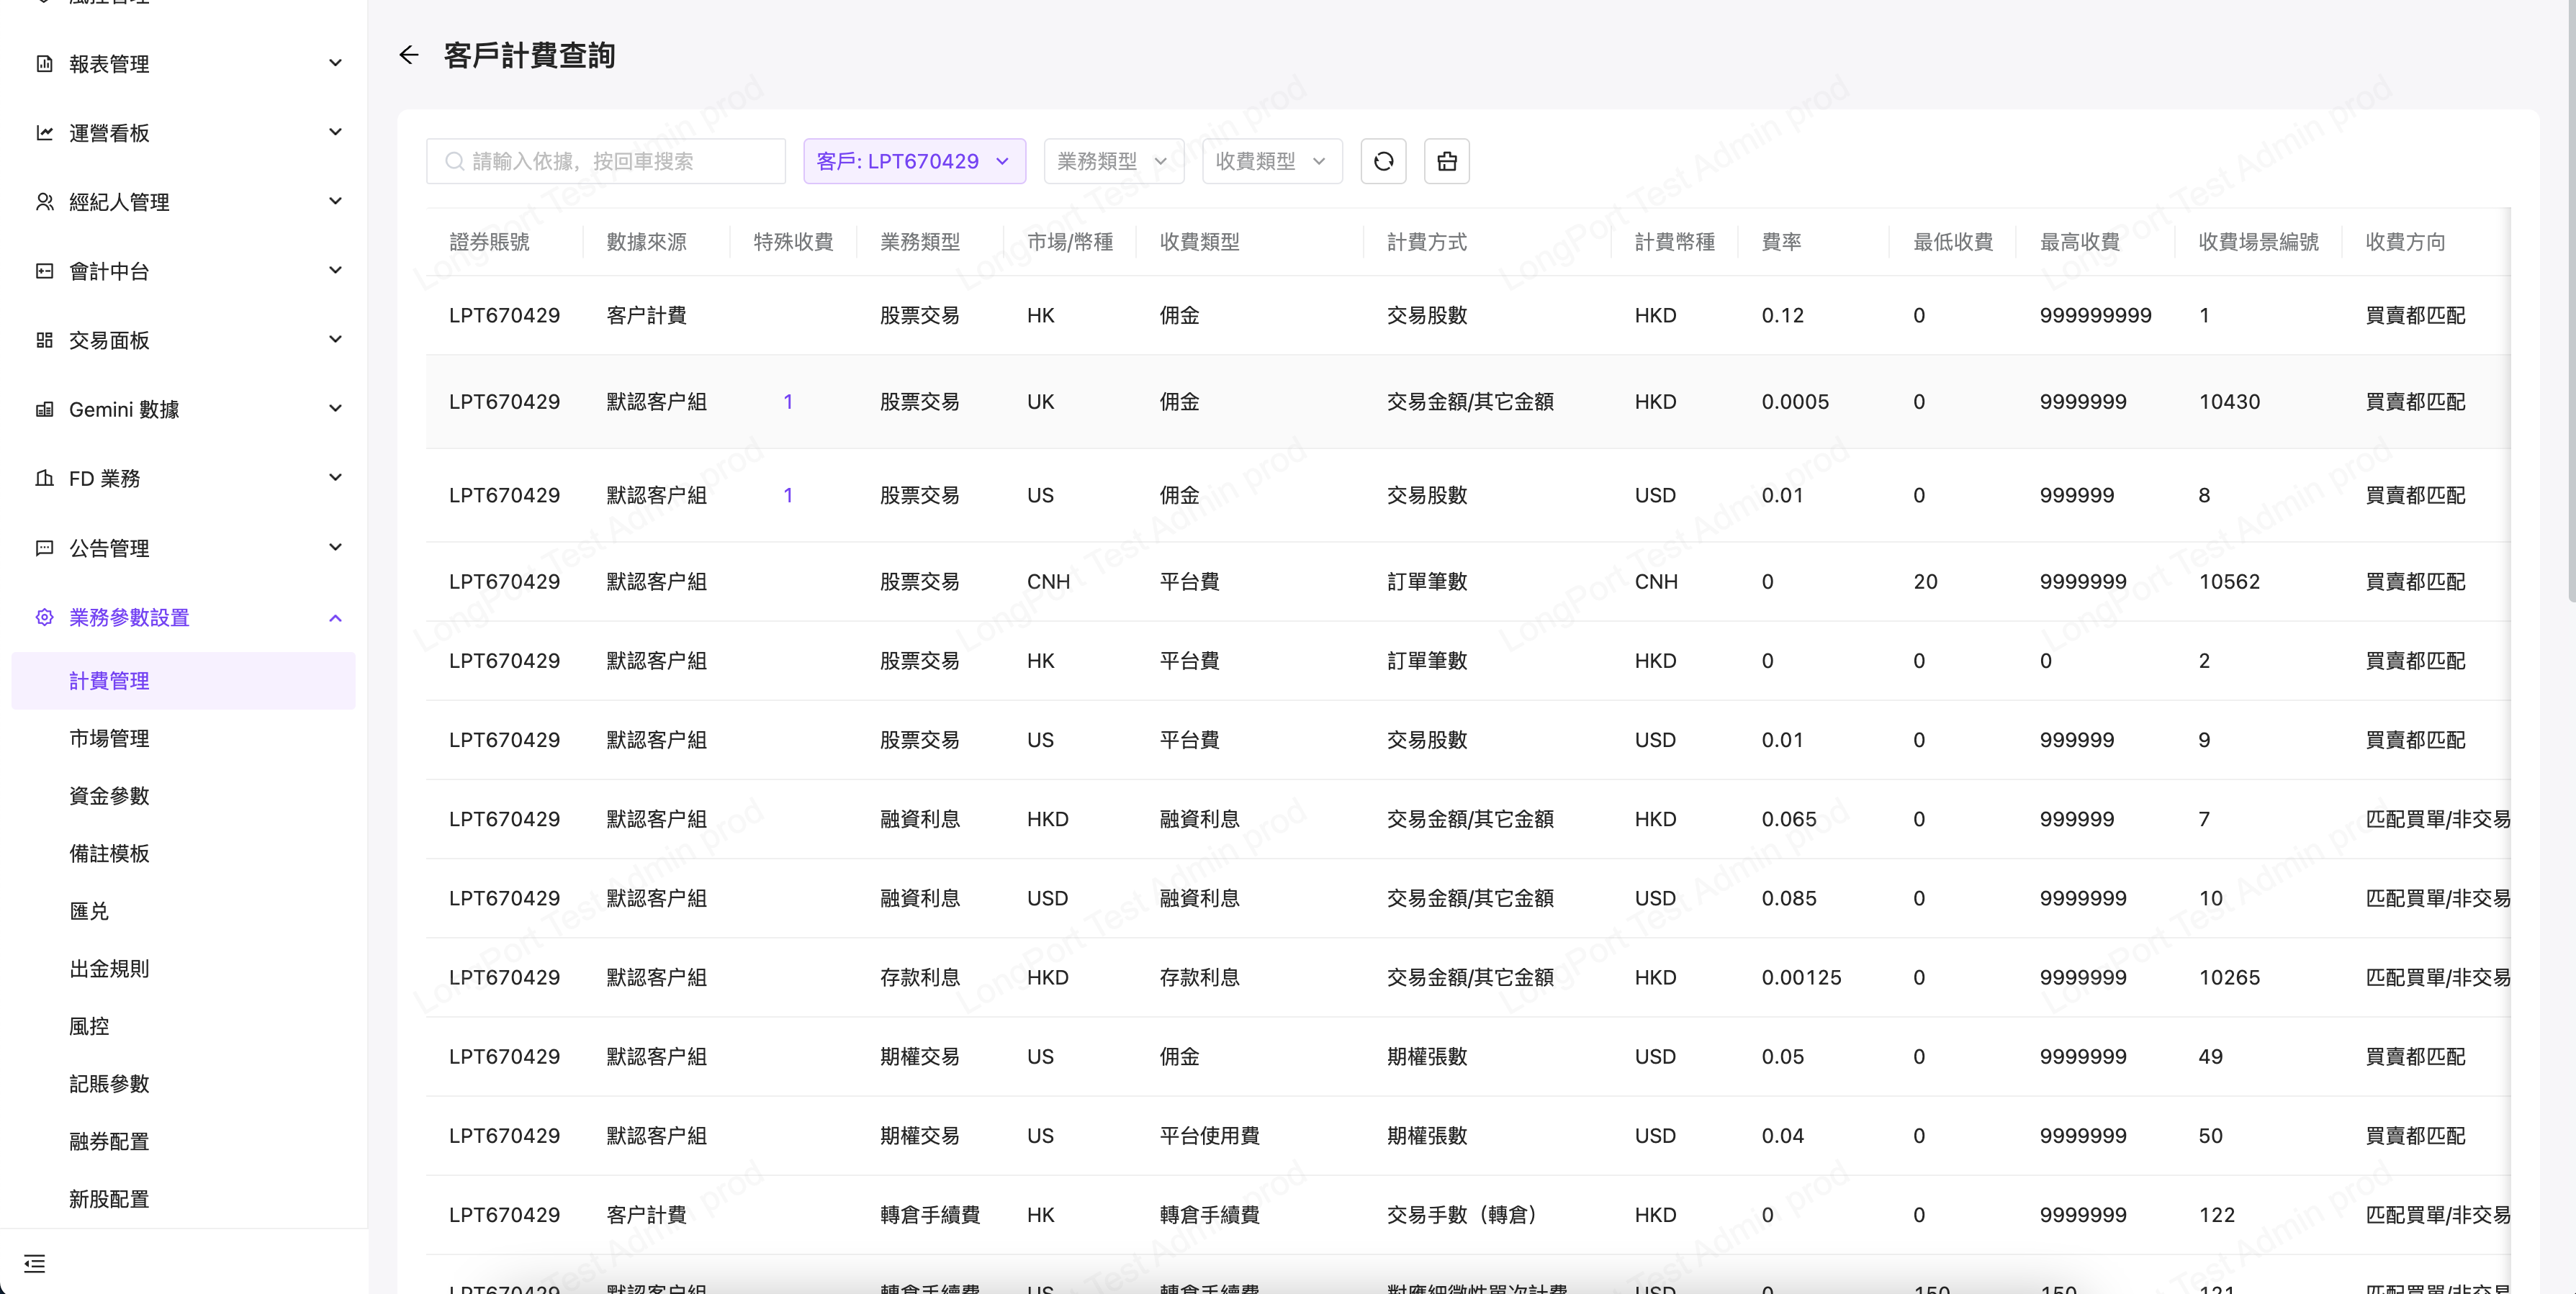 報表管理
運營看板
經紀人管理
會計中台
交易面板
Gemini 數據
FD 業務
公告管理
業務參數設置
計費管理
市場管理
資金參數
備註模板
匯兑
出金規則
風控
記賬參數
融券配置
新股配置
客戶計費查詢
請輸入依據，按回車搜索 客戶: LPT670429 業務類型 收費類型
證券賬號 數據來源 特殊收費 業務類型 市場/幣種 收費類型 計費方式 計費幣種 費率 最低收費 最高收費 收費場景編號 收費方向
LPT670429 客户計費 股票交易 HK 佣金 交易股數 HKD 0.12 0 999999999 1 買賣都匹配
LPT670429 默認客户組 1 股票交易 UK 佣金 交易金額/其它金額 HKD 0.0005 0 9999999 10430 買賣都匹配
LPT670429 默認客户組 1 股票交易 US 佣金 交易股數 USD 0.01 0 999999 8 買賣都匹配
LPT670429 默認客户組 股票交易 CNH 平台費 訂單筆數 CNH 0 20 9999999 10562 買賣都匹配
LPT670429 默認客户組 股票交易 HK 平台費 訂單筆數 HKD 0 0 0 2 買賣都匹配
LPT670429 默認客户組 股票交易 US 平台費 交易股數 USD 0.01 0 999999 9 買賣都匹配
LPT670429 默認客户組 融資利息 HKD 融資利息 交易金額/其它金額 HKD 0.065 0 999999 7 匹配買單/非交易
LPT670429 默認客户組 融資利息 USD 融資利息 交易金額/其它金額 USD 0.085 0 9999999 10 匹配買單/非交易
LPT670429 默認客户組 存款利息 HKD 存款利息 交易金額/其它金額 HKD 0.00125 0 9999999 10265 匹配買單/非交易
LPT670429 默認客户組 期權交易 US 佣金 期權張數 USD 0.05 0 9999999 49 買賣都匹配
LPT670429 默認客户組 期權交易 US 平台使用費 期權張數 USD 0.04 0 9999999 50 買賣都匹配
LPT670429 客户計費 轉倉手續費 HK 轉倉手續費 交易手數（轉倉） HKD 0 0 9999999 122 匹配買單/非交易
LongPort Test Admin prod